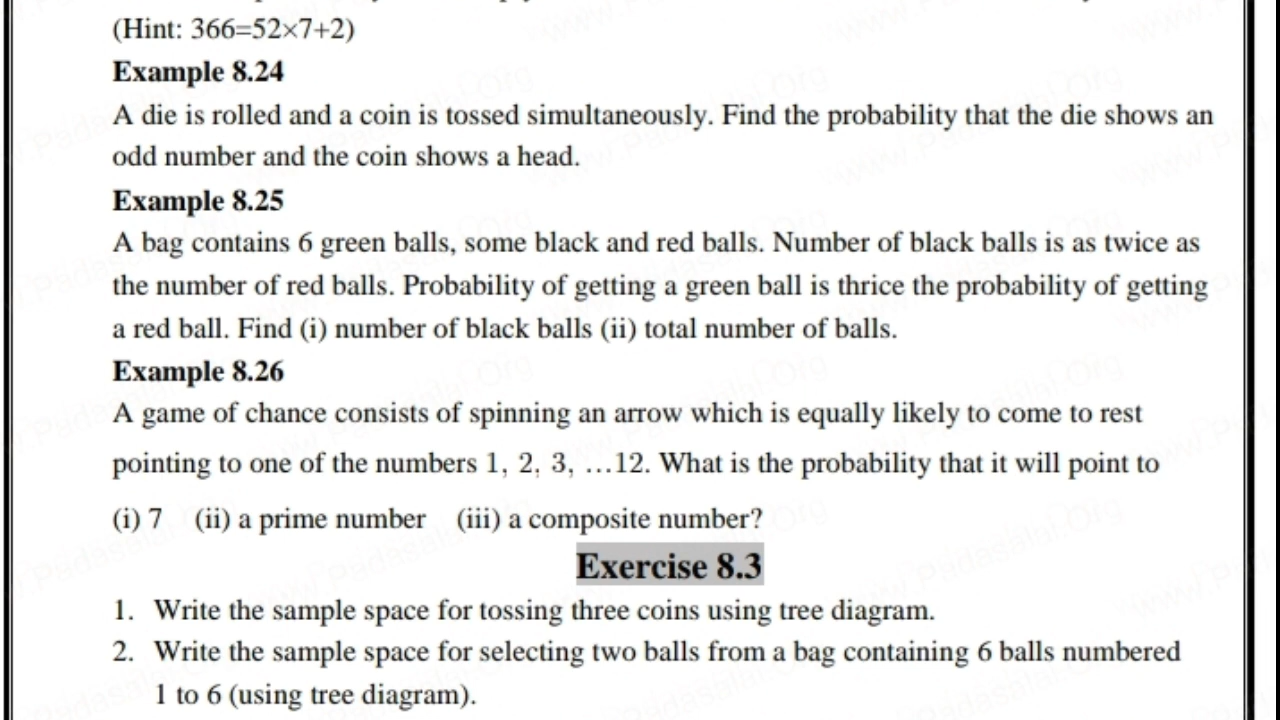 (Hint: 366=52×7+2)
Example 8.24
A die is rolled and a coin is tossed simultaneously. Find the probability that the die shows an
odd number and the coin shows a head.
Example 8.25
A bag contains 6 green balls, some black and red balls. Number of black balls is as twice as
the number of red balls. Probability of getting a green ball is thrice the probability of getting
a red ball. Find (i) number of black balls (ii) total number of balls.
Example 8.26
A game of chance consists of spinning an arrow which is equally likely to come to rest
pointing to one of the numbers 1, 2, 3, …12. What is the probability that it will point to
(i) 7 (ii) a prime number (iii) a composite number?
Exercise 8.3
1. Write the sample space for tossing three coins using tree diagram.
2. Write the sample space for selecting two balls from a bag containing 6 balls numbered
1 to 6 (using tree diagram).